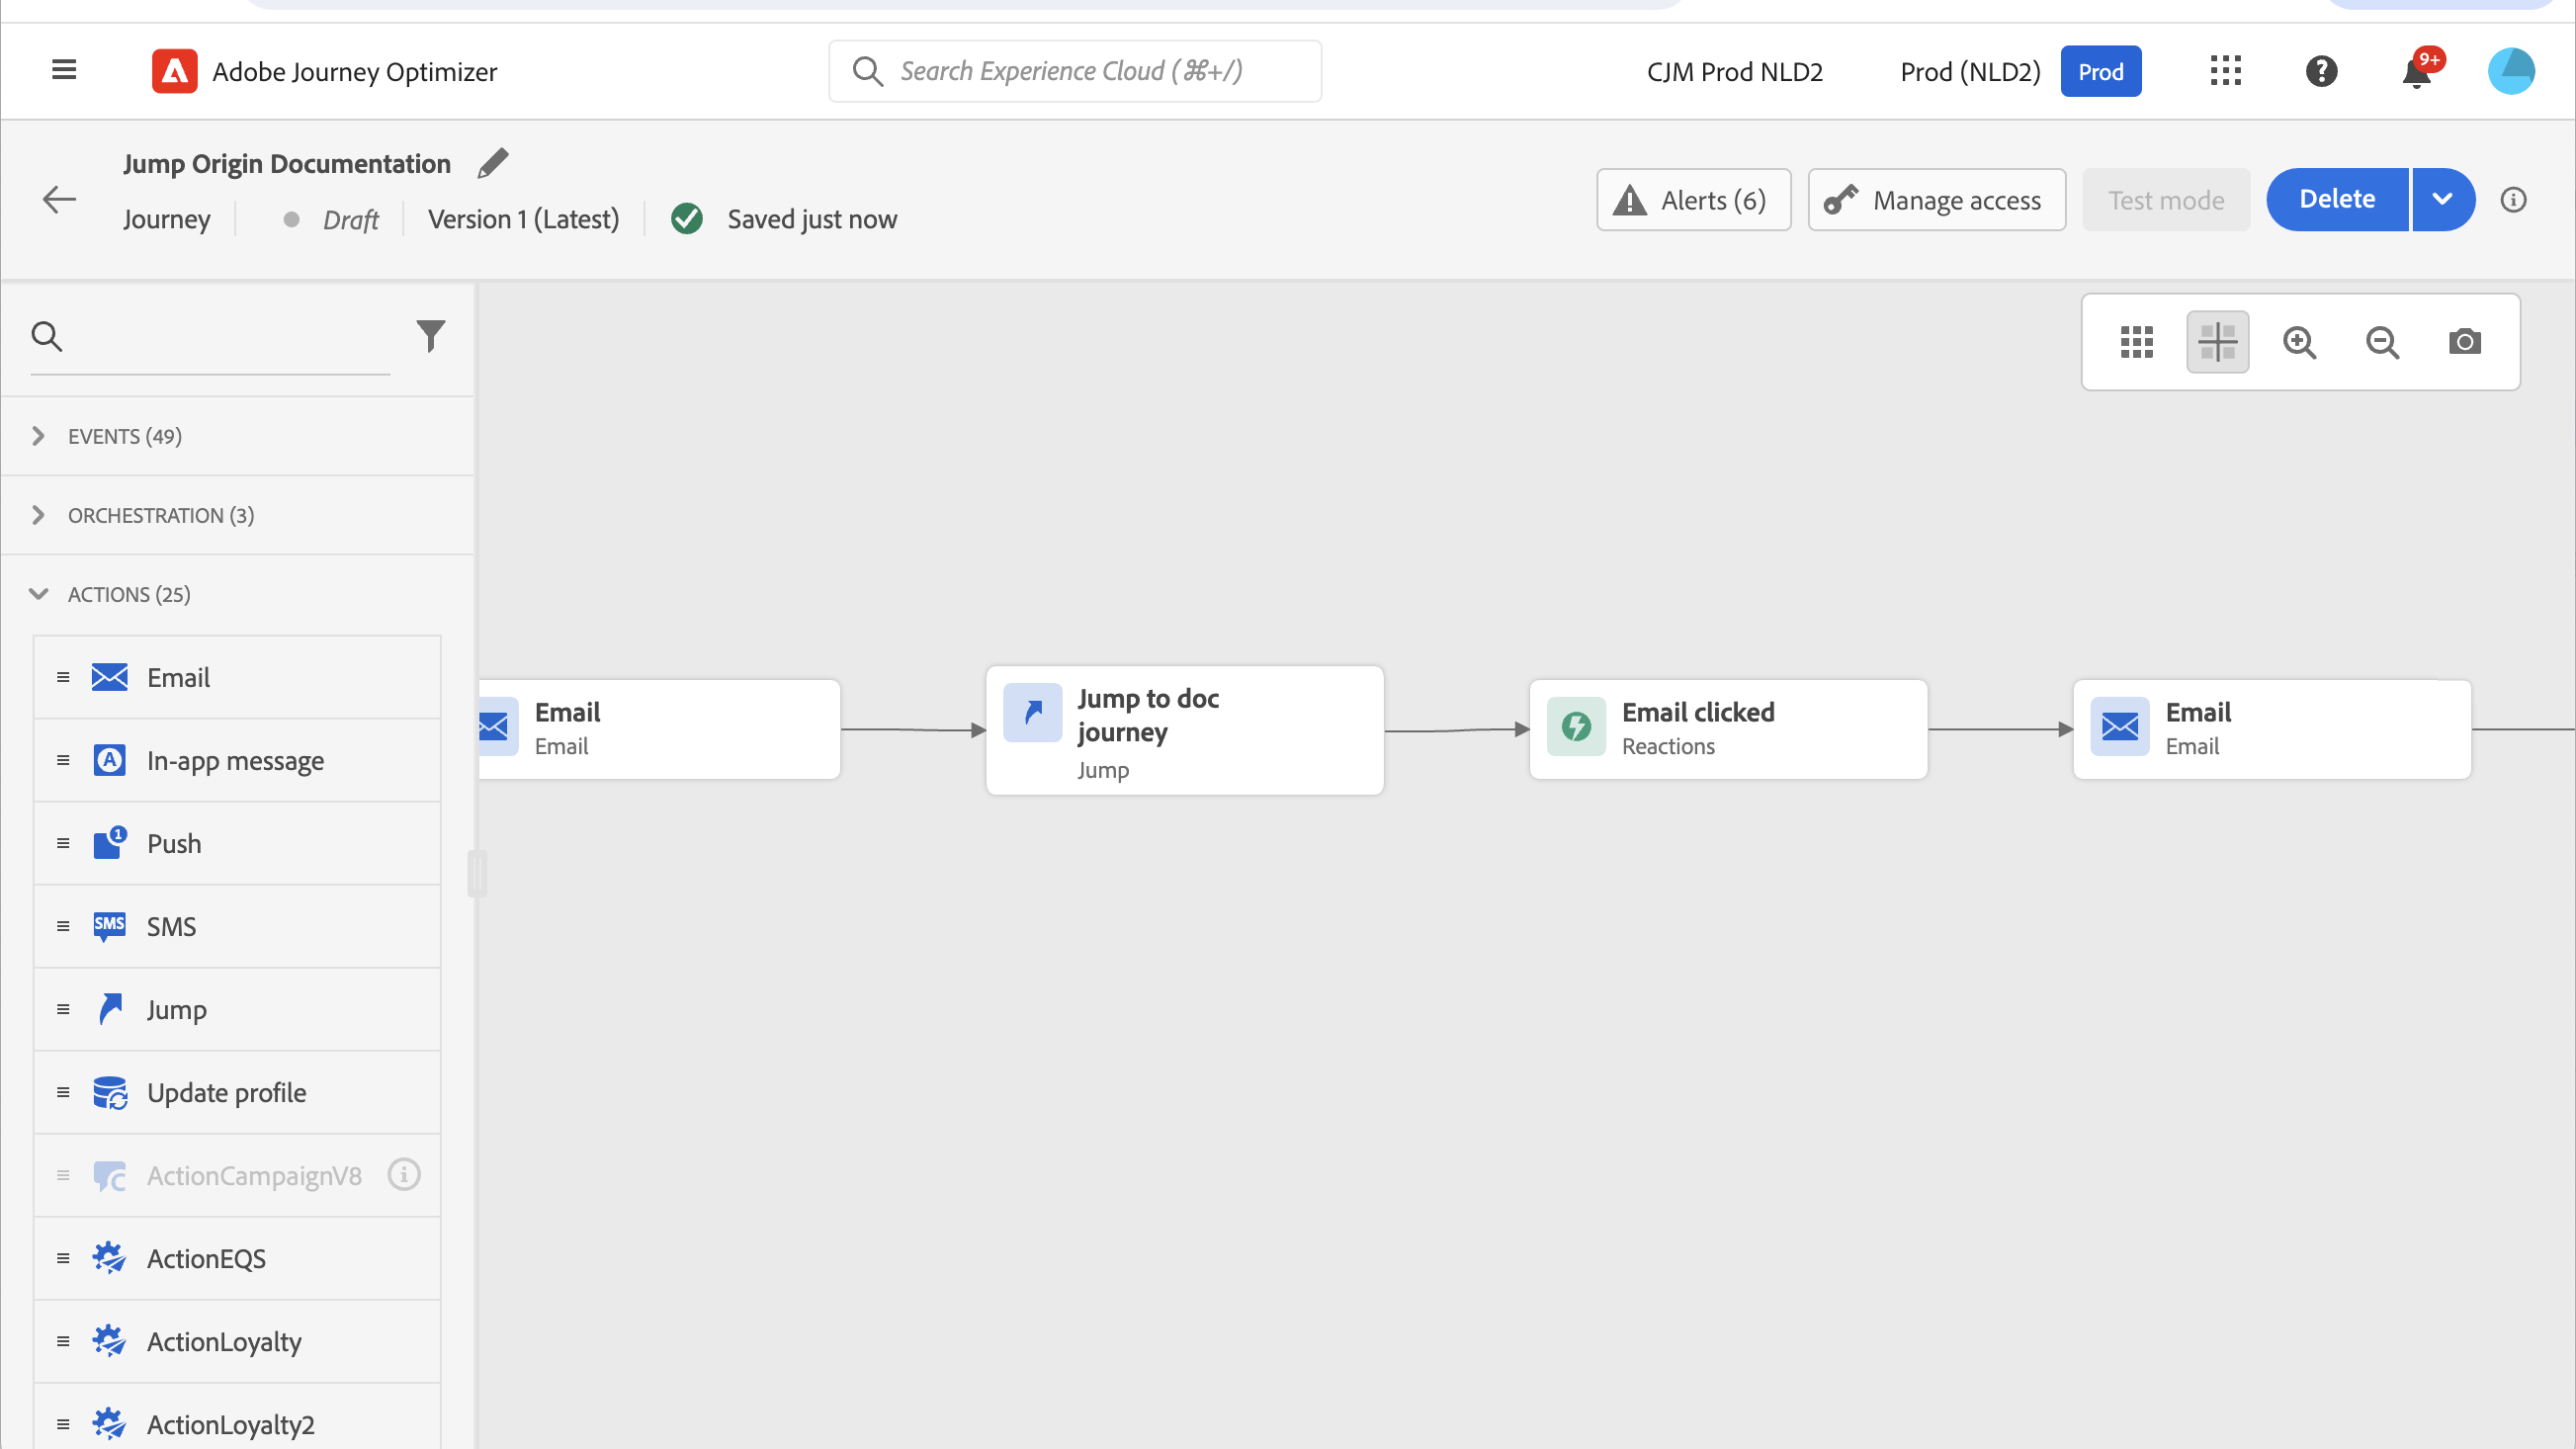 Adobe Journey Optimizer
Search Experience Cloud (⌘+/)
CJM Prod NLD2
Prod (NLD2)
Prod
9+
Jump Origin Documentation
Journey
Draft
Version 1 (Latest)
Saved just now
Alerts (6)
Manage access
Test mode
Delete
EVENTS (49)
ORCHESTRATION (3)
ACTIONS (25)
Email
In-app message
1
Push
SMS
SMS
Jump
Update profile
ActionCampaignV8
ActionEQS
ActionLoyalty
ActionLoyalty2
Email
Email
Jump to doc
journey
Jump
Email clicked
Reactions
Email
Email